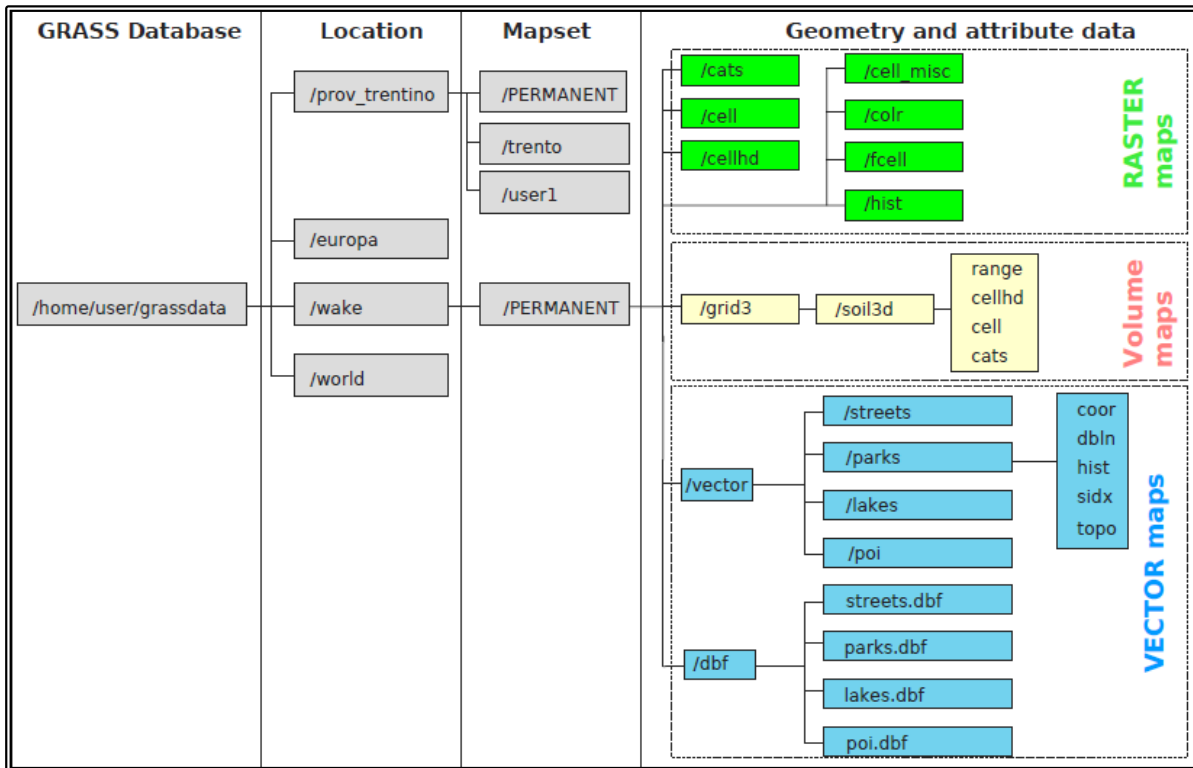 GRASS Database
Location
Mapset
Geometry and attribute data
/home/user/grassdata
/prov_trentino
/europa
/wake
/world
/PERMANENT
/trento
/user1
/PERMANENT
/cats
/cell
/cellhd
/cell_misc
/colr
/fcell
/hist
RASTER
maps
/grid3
/soil3d
range
cellhd
cell
cats
Volume
maps
/vector
/streets
/parks
/lakes
/poi
coor
dbln
hist
sidx
topo
/dbf
streets.dbf
parks.dbf
lakes.dbf
poi.dbf
VECTOR maps